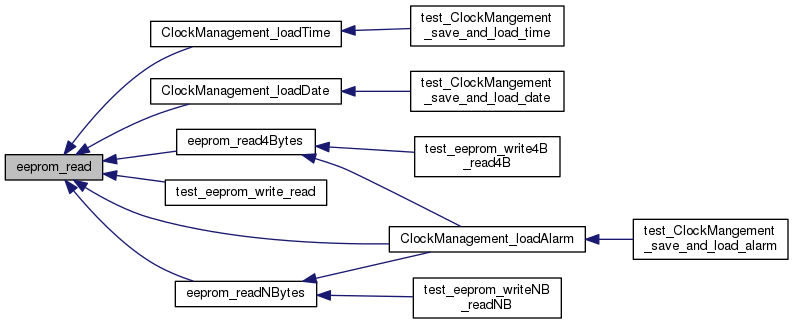 ClockManagement_loadTime
test_ClockMangement
_save_and_load_time
ClockManagement_loadDate
test_ClockMangement
_save_and_load_date
eeprom_read4Bytes
test_eeprom_write4B
_read4B
eeprom_read
test_eeprom_write_read
ClockManagement_loadAlarm
test_ClockMangement
_save_and_load_alarm
eeprom_readNBytes
test_eeprom_writeNB
_readNB